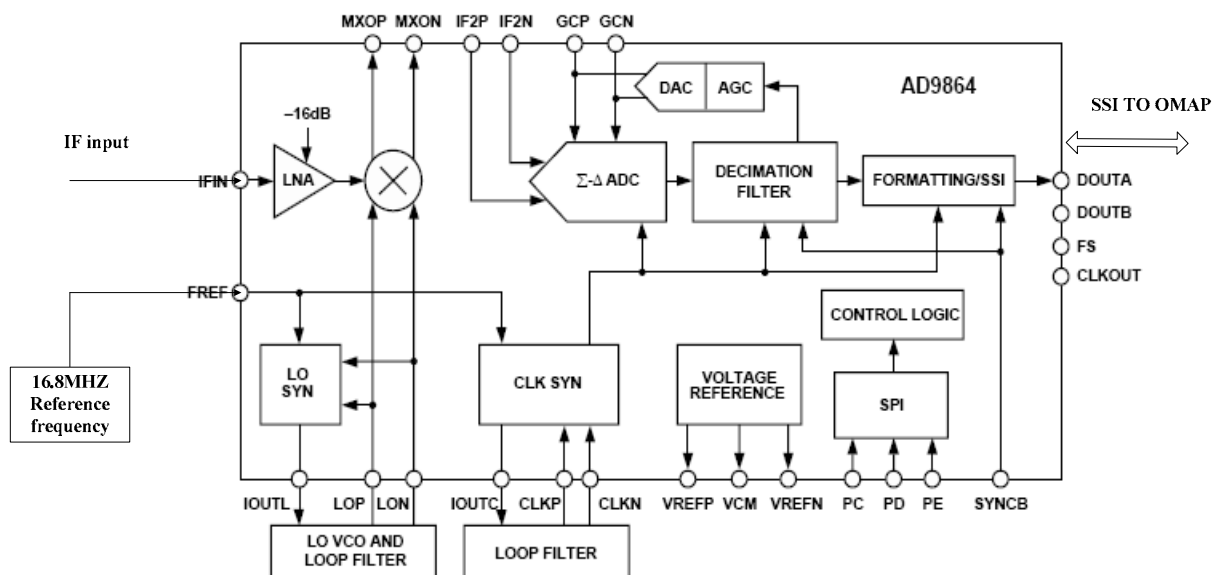 MXOP MXON IF2P IF2N GCP GCN
DAC AGC
AD9864
SSI TO OMAP
–16dB
IF input
IFIN
LNA
Σ-Δ ADC
DECIMATION
FILTER
FORMATTING/SSI
DOUTA
DOUTB
FS
CLKOUT
FREF
16.8MHZ
Reference
frequency
LO
SYN
CLK SYN
VOLTAGE
REFERENCE
CONTROL LOGIC
SPI
IOUTL LOP LON IOUTC CLKP CLKN VREFP VCM VREFN PC PD PE SYNCB
LO VCO AND
LOOP FILTER
LOOP FILTER